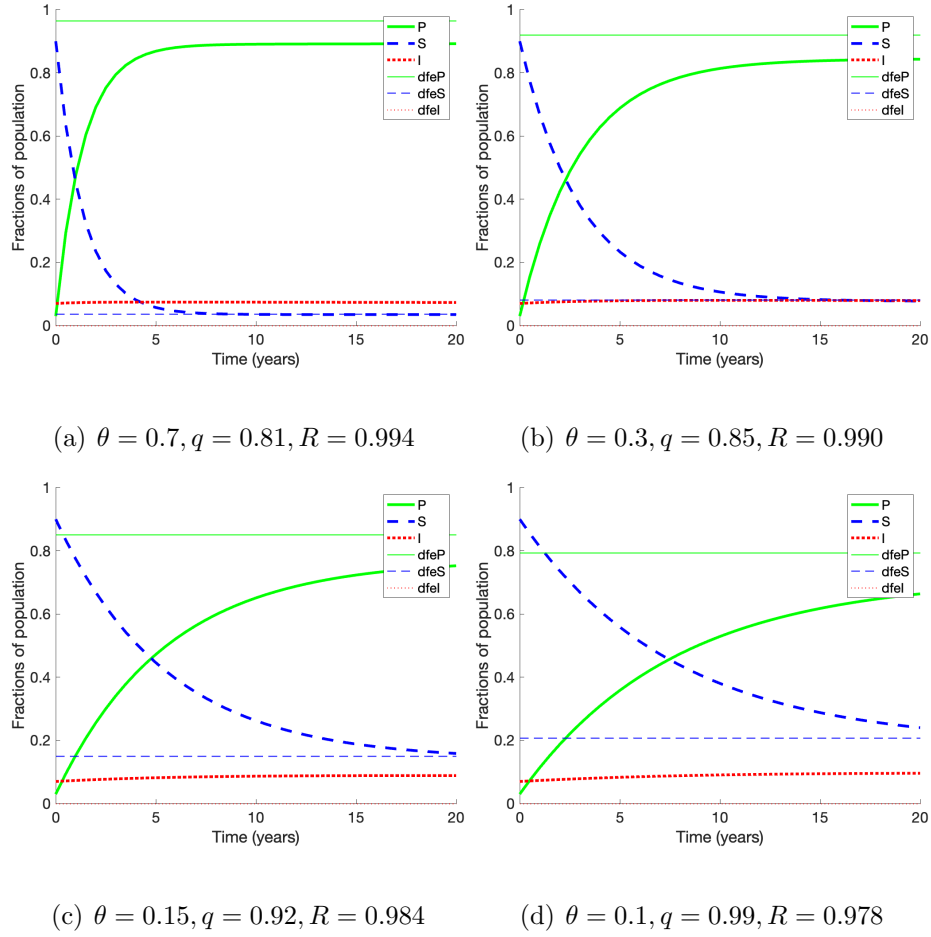 1
0.8
0.6
0.4
0.2
0
Fractions of population
0 5 10 15 20
Time (years)
P
S
I
dfeP
dfeS
dfeI
(a) θ = 0.7, q = 0.81, R = 0.994
1
0.8
0.6
0.4
0.2
0
Fractions of population
0 5 10 15 20
Time (years)
P
S
I
dfeP
dfeS
dfeI
(b) θ = 0.3, q = 0.85, R = 0.990
1
0.8
0.6
0.4
0.2
0
Fractions of population
0 5 10 15 20
Time (years)
P
S
I
dfeP
dfeS
dfeI
(c) θ = 0.15, q = 0.92, R = 0.984
1
0.8
0.6
0.4
0.2
0
Fractions of population
0 5 10 15 20
Time (years)
P
S
I
dfeP
dfeS
dfeI
(d) θ = 0.1, q = 0.99, R = 0.978